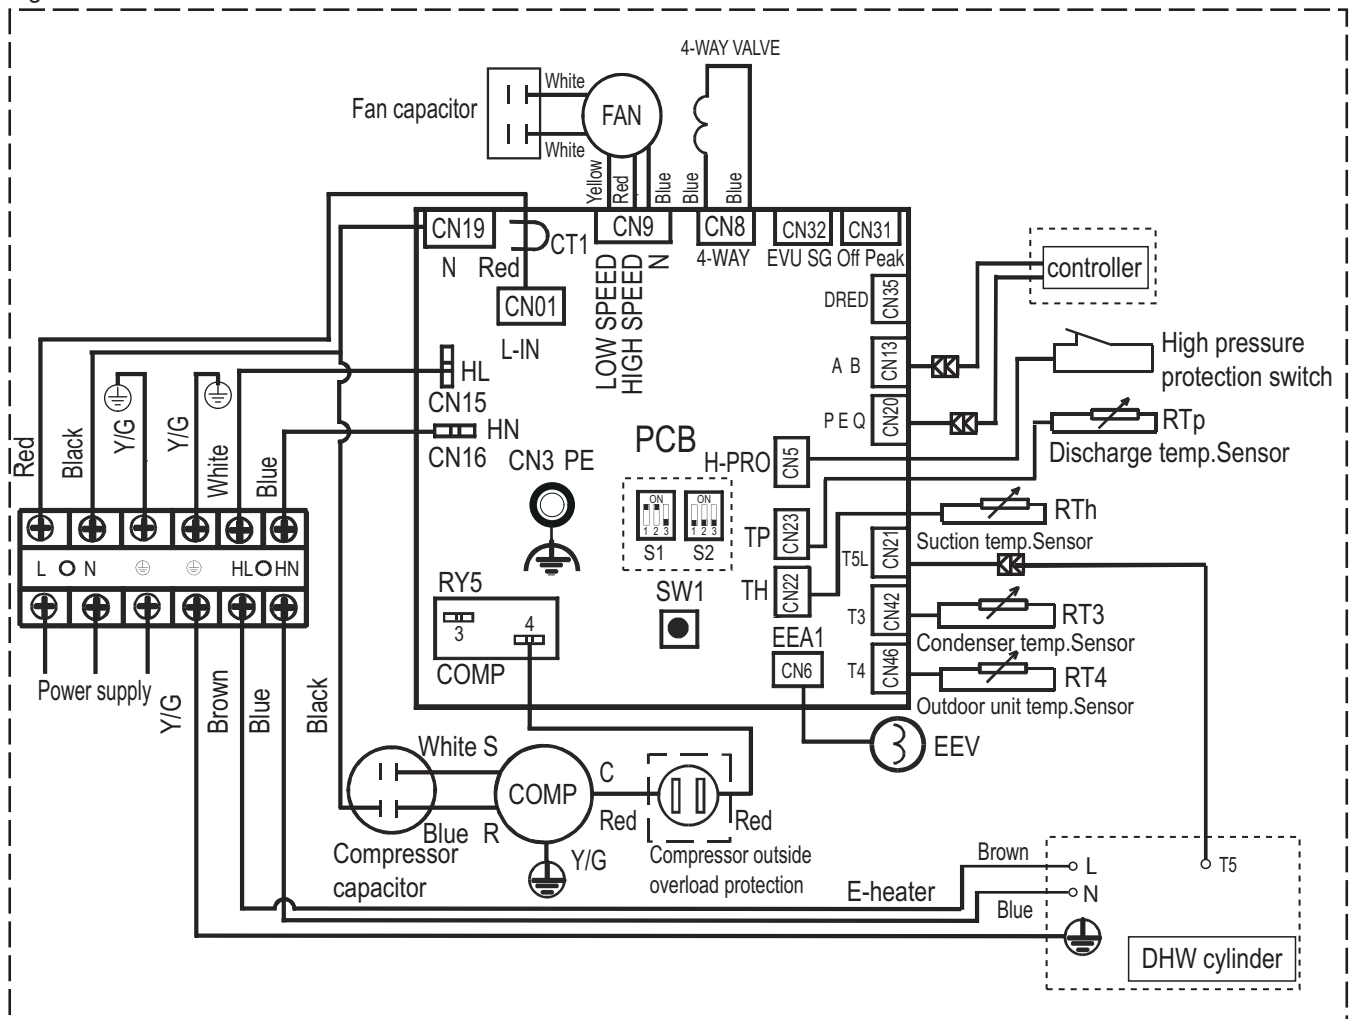 4-WAY VALVE
Fan capacitor
White
White
FAN
Yellow
Red
Blue
Blue
Blue
CN19
N
Red
CT1
CN01
L-IN
CN9
LOW SPEED
HIGH SPEED
N
CN8
4-WAY
CN32
EVU SG
CN31
Off Peak
DRED
CN35
A B
CN13
P E Q
CN20
controller
High pressure
protection switch
RTp
Discharge temp.Sensor
HL
CN15
HN
CN16
CN3 PE
PCB
H-PRO
CN5
ON
1 2 3
S1
ON
1 2 3
S2
SW1
TP
CN23
TH
CN22
EEA1
CN6
RTh
Suction temp.Sensor
T5L
CN21
T3
CN42
RT3
Condenser temp.Sensor
T4
CN46
RT4
Outdoor unit temp.Sensor
EEV
RY5
3
4
COMP
Red
Black
Y/G
Y/G
White
Blue
L
N
HL
HN
Power supply
Y/G
Brown
Blue
Black
White S
Blue R
Compressor
capacitor
COMP
C
Red
Y/G
Red
Compressor outside
overload protection
E-heater
Brown
Blue
L
N
T5
DHW cylinder